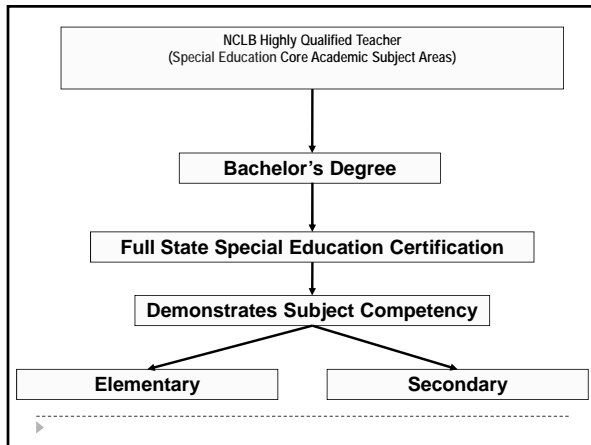 NCLB Highly Qualified Teacher
(Special Education Core Academic Subject Areas)
Bachelor's Degree
Full State Special Education Certification
Demonstrates Subject Competency
Elementary
Secondary